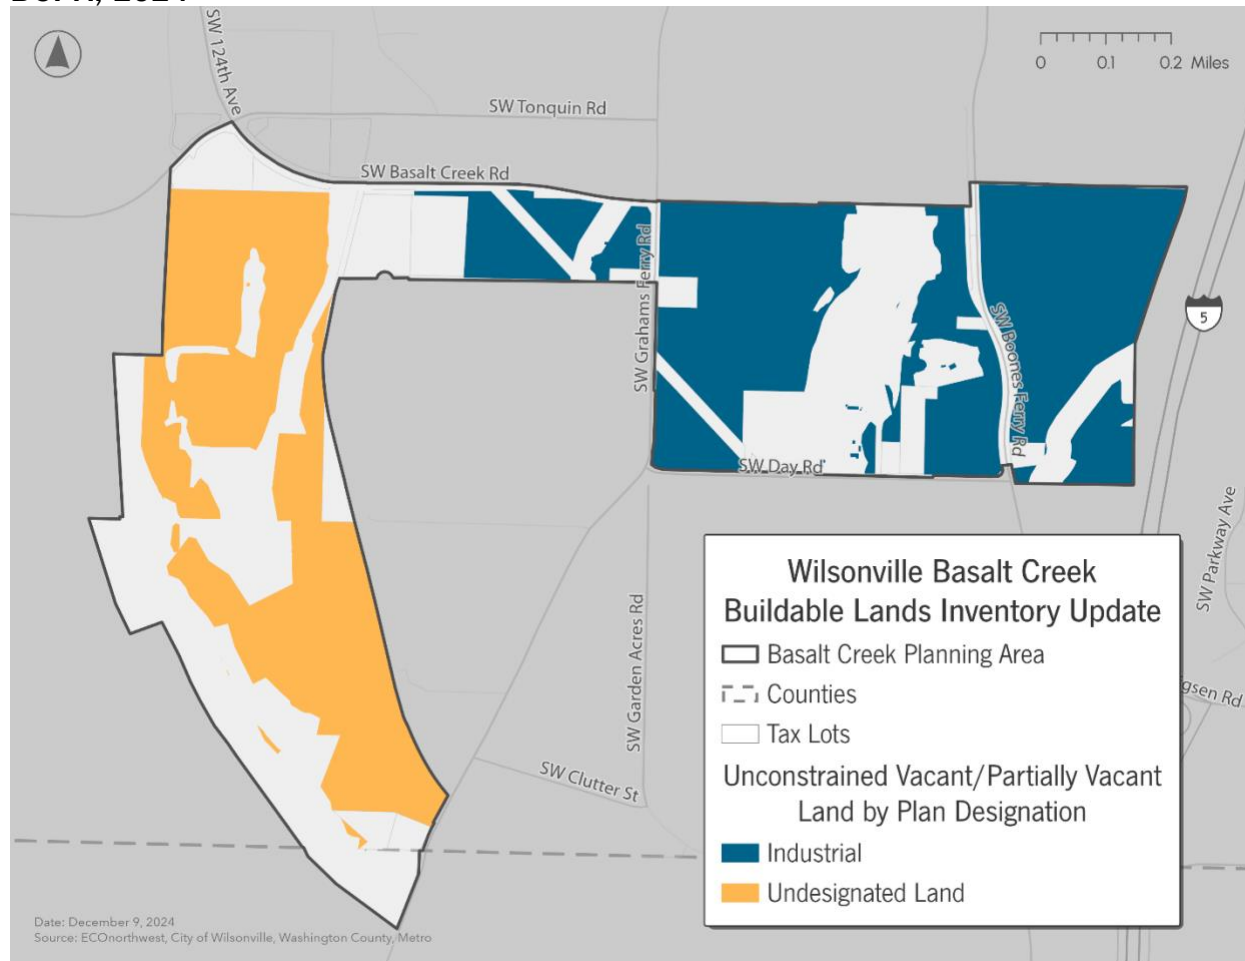 SW 124th Ave
0 0.1 0.2 Miles
SW Tonquin Rd
SW Basalt Creek Rd
SW Grahams Ferry Rd
SW Boones Ferry Rd
5
SW Day Rd
SW Parkway Ave
SW Garden Acres Rd
SW Clutter St
Wilsonville Basalt Creek
Buildable Lands Inventory Update
Basalt Creek Planning Area
Counties
Tax Lots
Unconstrained Vacant/Partially Vacant
Land by Plan Designation
Industrial
Undesignated Land
gsen Rd
Date: December 9, 2024
Source: ECOnorthwest, City of Wilsonville, Washington County, Metro